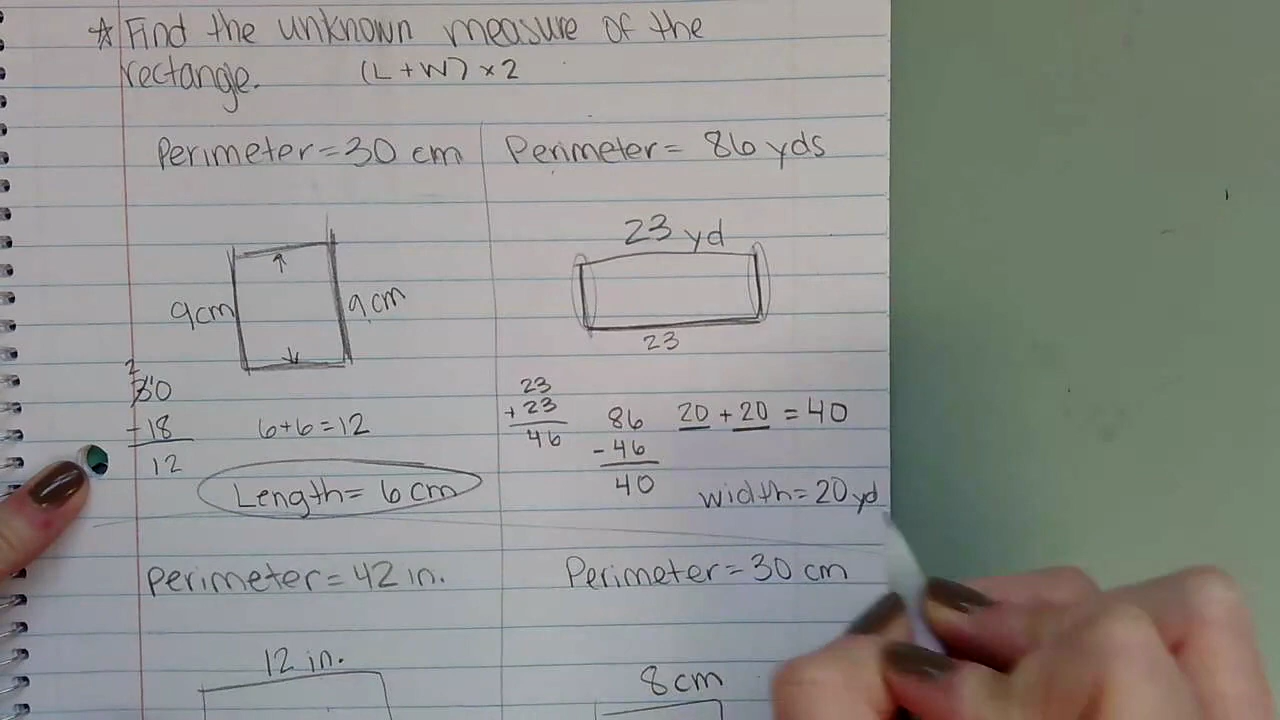 ☆ Find the unknown measure of the
rectange. (L+W) × 2
Perimeter = 30 cm
9cm
9cm
2
30
-18
12
6+6=12
Length = 6 cm
Perimeter = 86 yds
23 yd
23
23
+23
46
86
-46
40
20 + 20 = 40
width = 20 yd
perimeter = 42 in.
12 in.
Perimeter = 30 cm
8cm